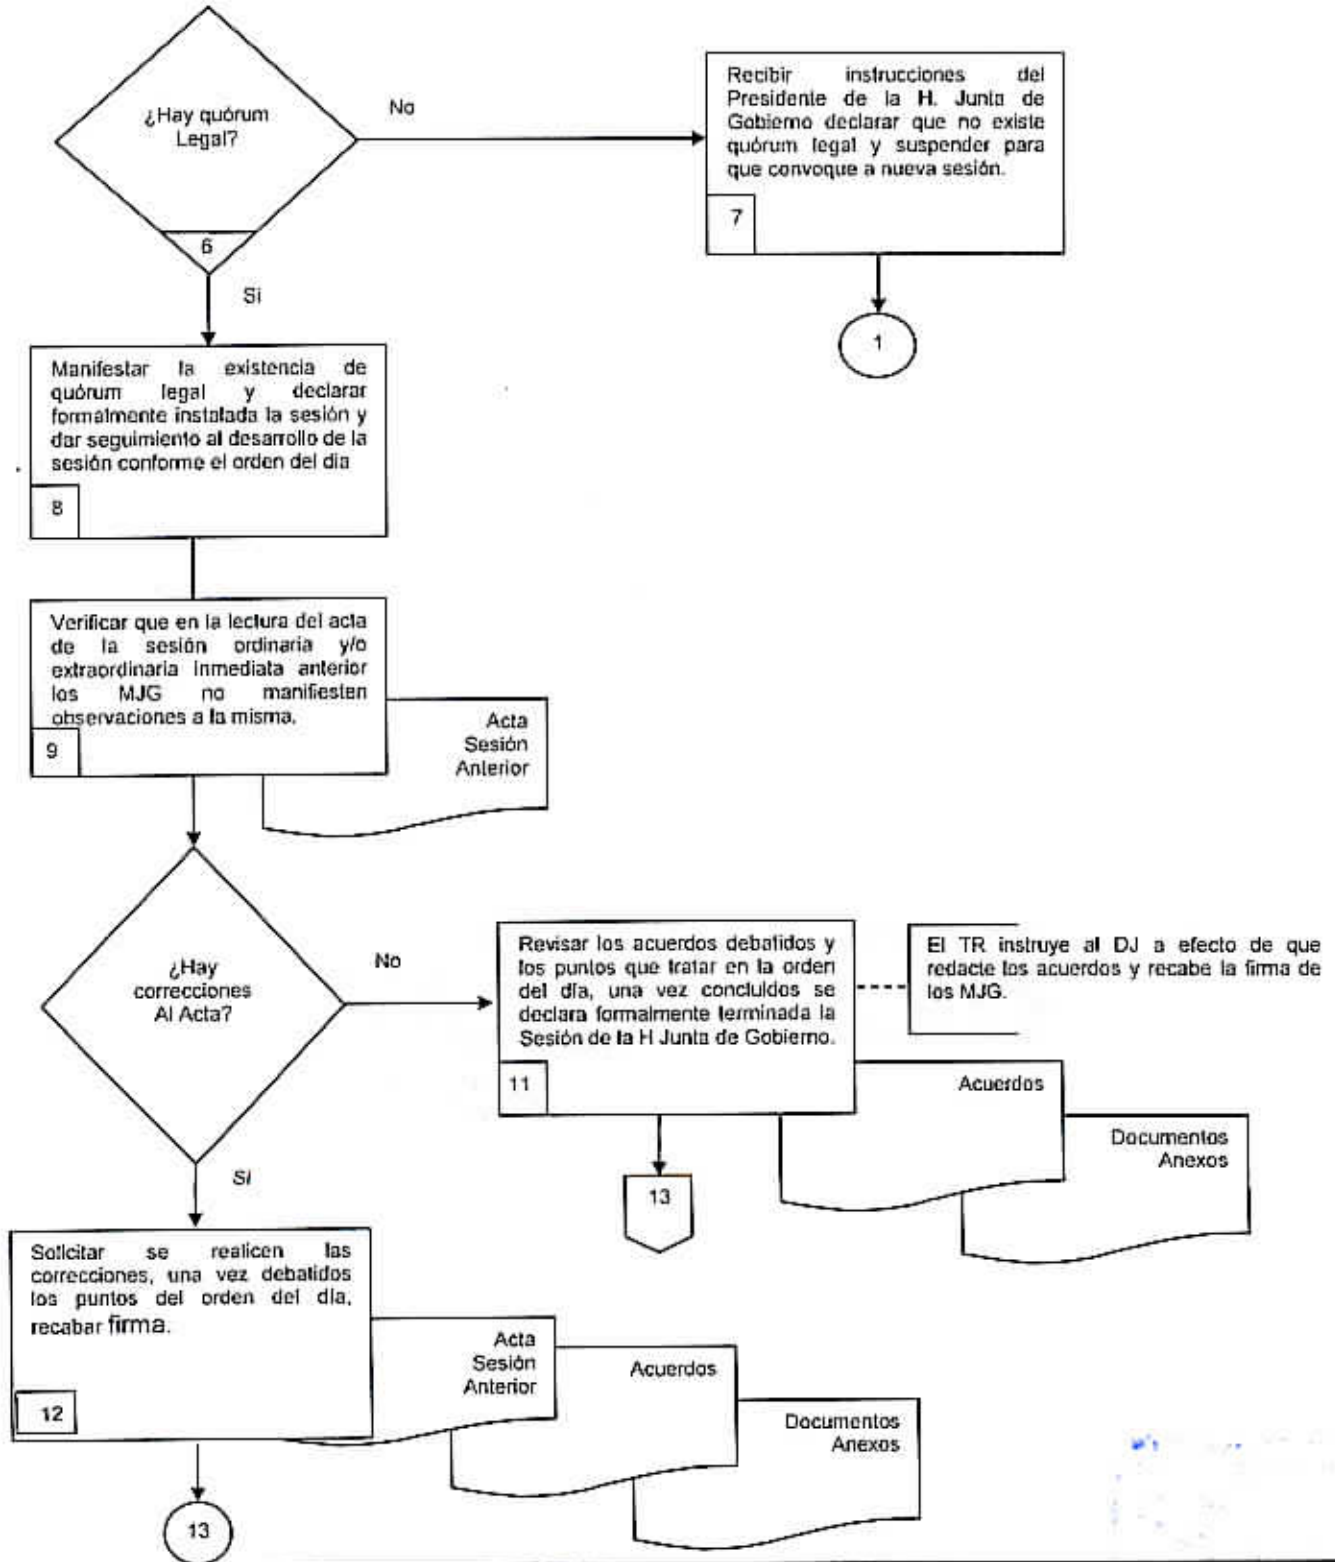 ¿Hay quórum
Legal?
6
No
Recibir instrucciones del
Presidente de la H. Junta de
Gobierno declarar que no existe
quórum legal y suspender para
que convoque a nueva sesión.
7
1
Si
Manifestar la existencia de
quórum legal y declarar
formalmente instalada la sesión y
dar seguimiento al desarrollo de la
sesión conforme el orden del dia
8
Verificar que en la lectura del acta
de la sesión ordinaria y/o
extraordinaria inmediata anterior
los MJG no manifiesten
observaciones a la misma.
9
Acta
Sesión
Anterior
¿Hay
correcciones
Al Acta?
No
Revisar los acuerdos debatidos y
los puntos que tratar en la orden
del día, una vez concluidos se
declara formalmente terminada la
Sesión de la H Junta de Gobierno.
11
El TR instruye al DJ a efecto de que
redacte los acuerdos y recabe la firma de
los MJG.
Acuerdos
Documentos
Anexos
13
Si
Solicitar se realicen las
correcciones, una vez debatidos
los puntos del orden del día,
recabar firma.
12
Acta
Sesión
Anterior
Acuerdos
Documentos
Anexos
13